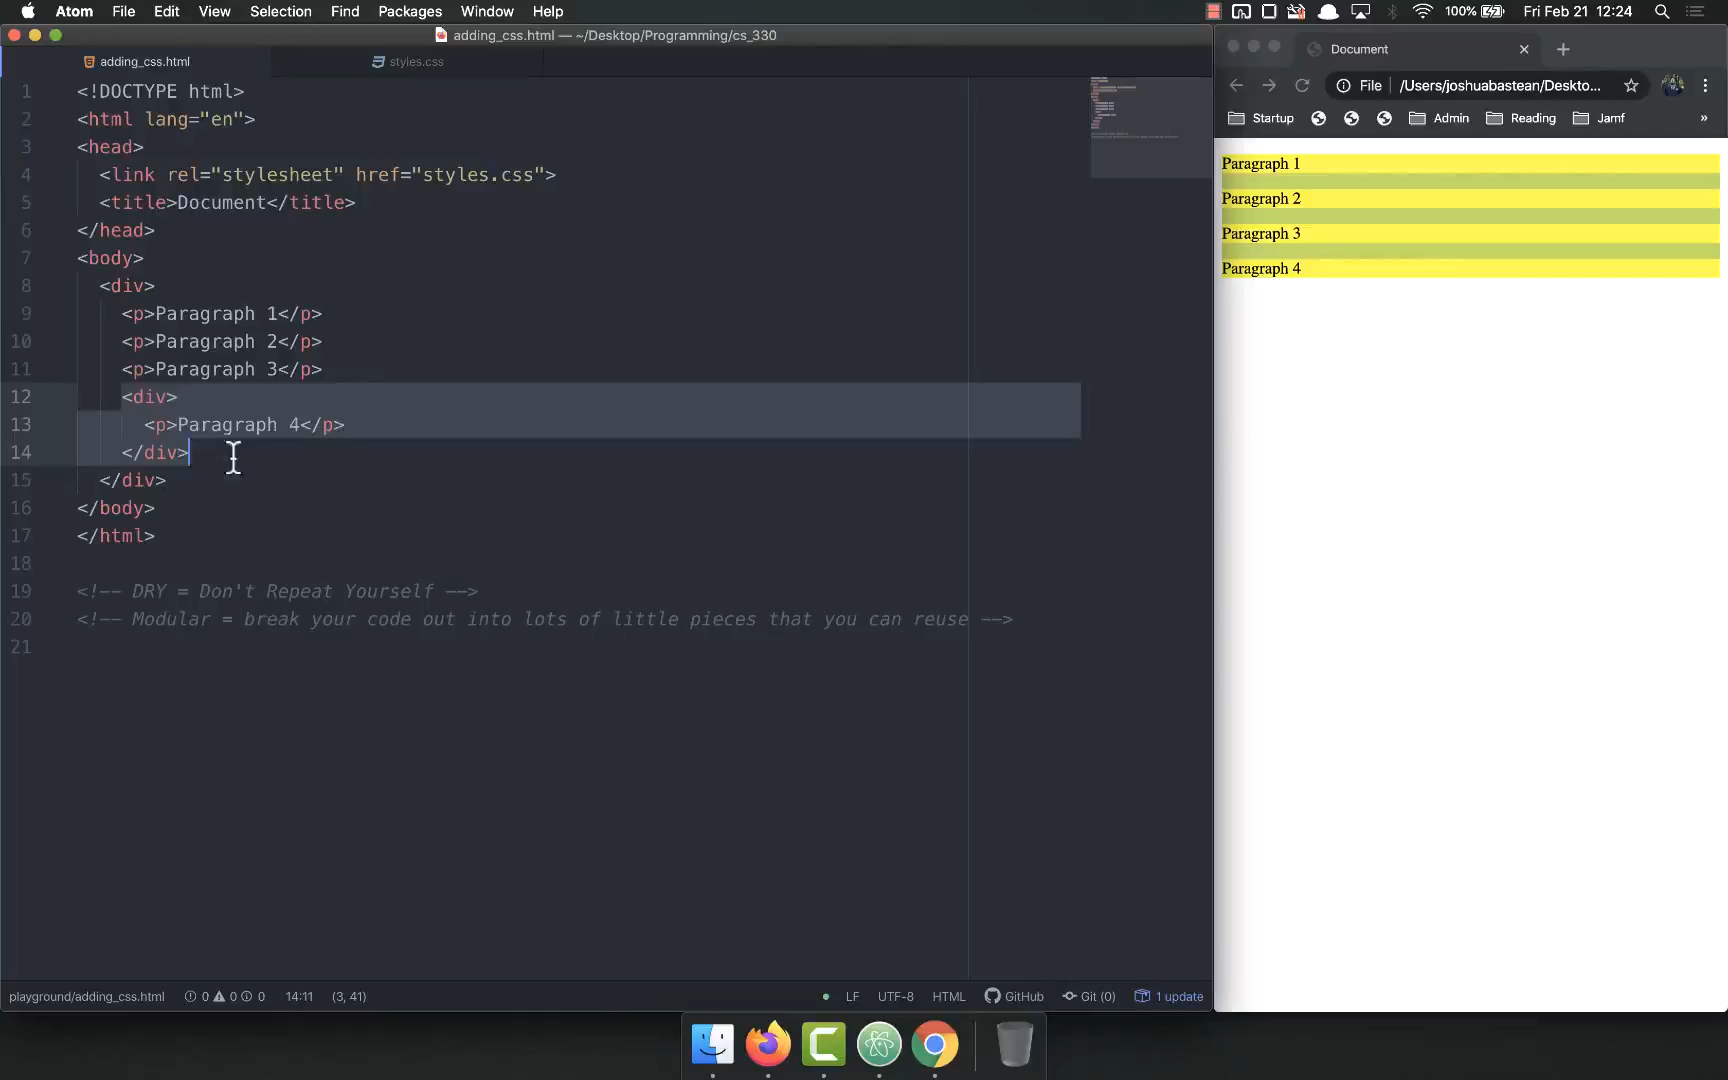 Atom File Edit View Selection Find Packages Window Help
100% Fri Feb 21 12:24
adding_css.html — ~/Desktop/Programming/cs_330
adding_css.html
styles.css
1 <!DOCTYPE html>
2 <html lang="en">
3 <head>
4 <link rel="stylesheet" href="styles.css">
5 <title>Document</title>
6 </head>
7 <body>
8 <div>
9 <p>Paragraph 1</p>
10 <p>Paragraph 2</p>
11 <p>Paragraph 3</p>
12 <div>
13 <p>Paragraph 4</p>
14 </div>
15 </div>
16 </body>
17 </html>
18
19 <!-- DRY = Don't Repeat Yourself -->
20 <!-- Modular = break your code out into lots of little pieces that you can reuse -->
21
playground/adding_css.html 0 0 0 14:11 (3, 41)
LF UTF-8 HTML GitHub Git (0) 1 update
Document
File /Users/joshuabastean/Deskto...
Startup Admin Reading Jamf »
Paragraph 1
Paragraph 2
Paragraph 3
Paragraph 4